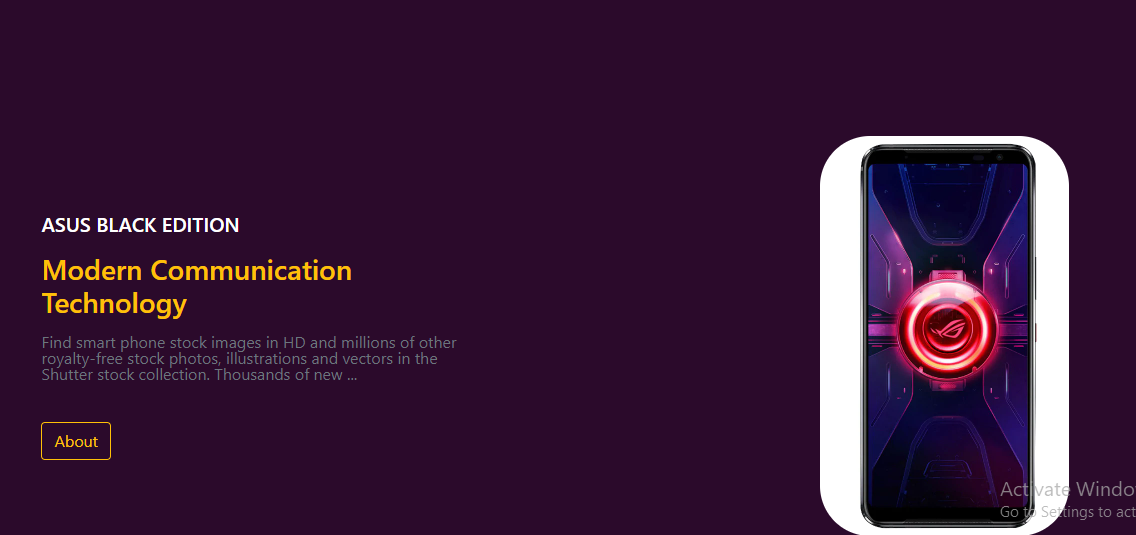 ASUS BLACK EDITION
Modern Communication
Technology
Find smart phone stock images in HD and millions of other
royalty-free stock photos, illustrations and vectors in the
Shutter stock collection. Thousands of new ...
About
Activate Windo
Go to Settings to act